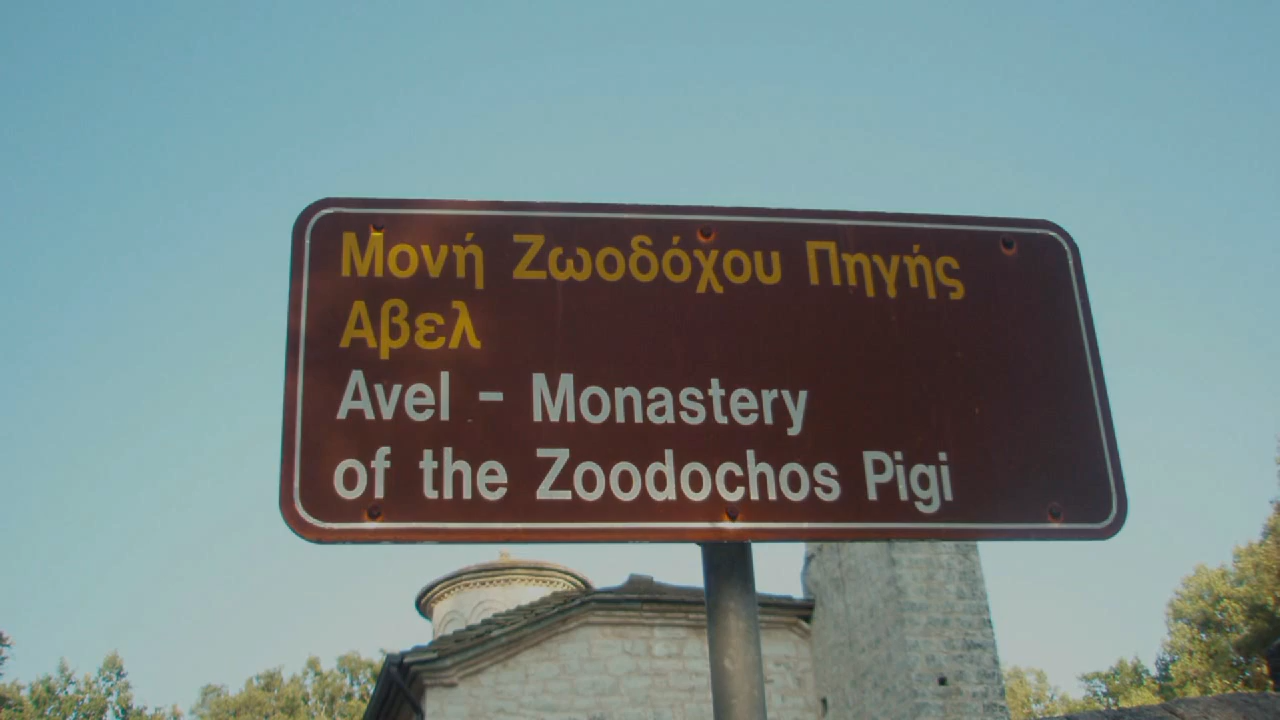 Μονή Ζωοδόχου Πηγής
Αβελ
Avel - Monastery
of the Zoodochos Pigi